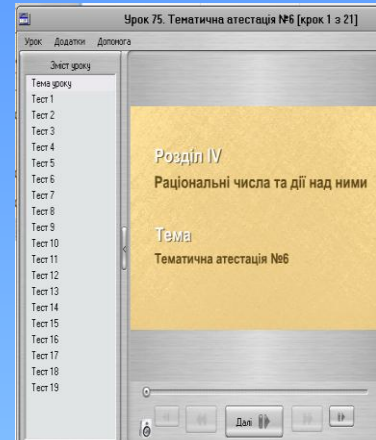 Урок 75. Тематична атестація №6 [крок 1 з 21]
Урок Додатки Допомога
Зміст уроку
Тема уроку
Тест 1
Тест 2
Тест 3
Тест 4
Тест 5
Тест 6
Тест 7
Тест 8
Тест 9
Тест 10
Тест 11
Тест 12
Тест 13
Тест 14
Тест 15
Тест 16
Тест 17
Тест 18
Тест 19
Розділ IV
Раціональні числа та дії над ними
Тема
Тематична атестація №6
Далі